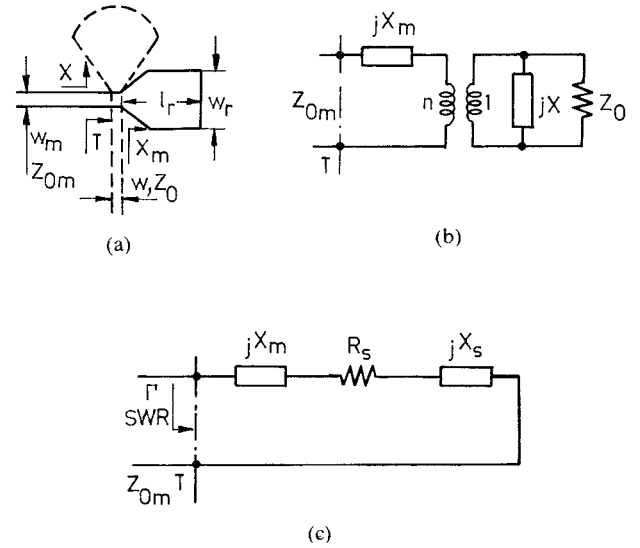 X
l_r
w_r
w_m
T
X_m
Z_0m
w,Z_0
(a)
jX_m
Z_0m
n
1
jX
Z_0
T
(b)
jX_m
R_s
jX_s
Γ
SWR
Z_0m T
(c)